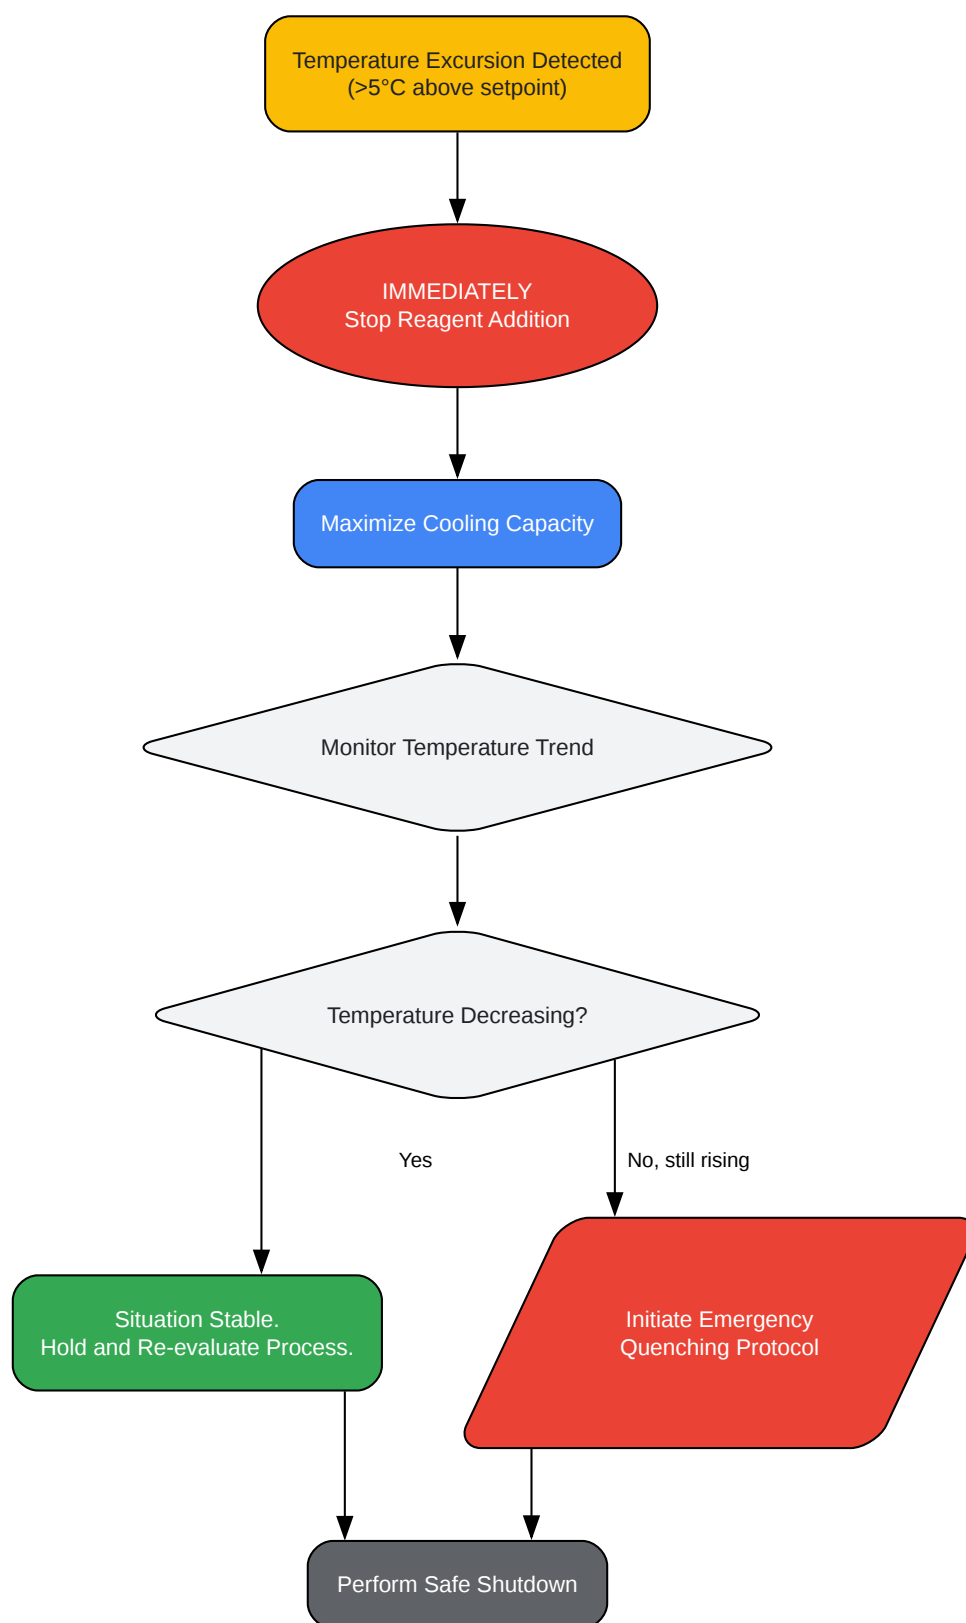 Temperature Excursion Detected
(>5°C above setpoint)
IMMEDIATELY
Stop Reagent Addition
Maximize Cooling Capacity
Monitor Temperature Trend
Temperature Decreasing?
Yes
No, still rising
Situation Stable.
Hold and Re-evaluate Process.
Initiate Emergency
Quenching Protocol
Perform Safe Shutdown